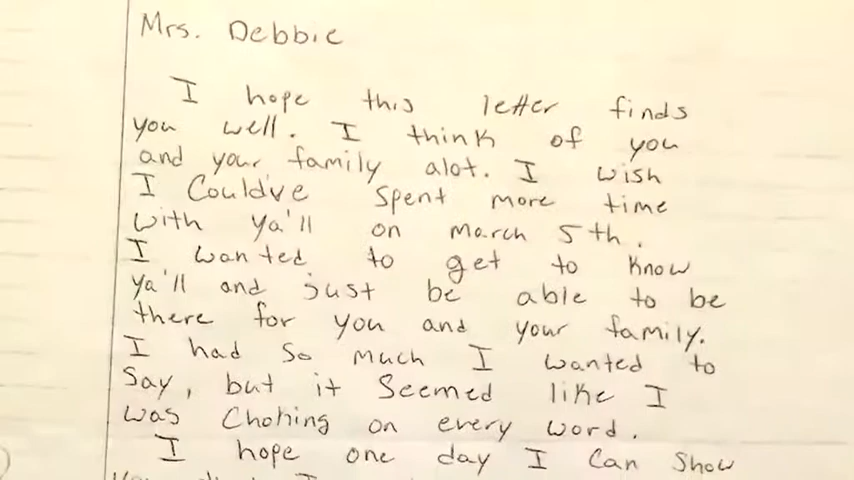 Mrs. Debbie
I hope this letter finds
you well. I think of you
and your family alot. I wish
I Could've spent more time
with ya'll on march 5th.
I wanted to get to know
ya'll and just be able to be
there for you and your family.
I had so much I wanted to
say, but it seemed like I
was choking on every word.
I hope one day I can show